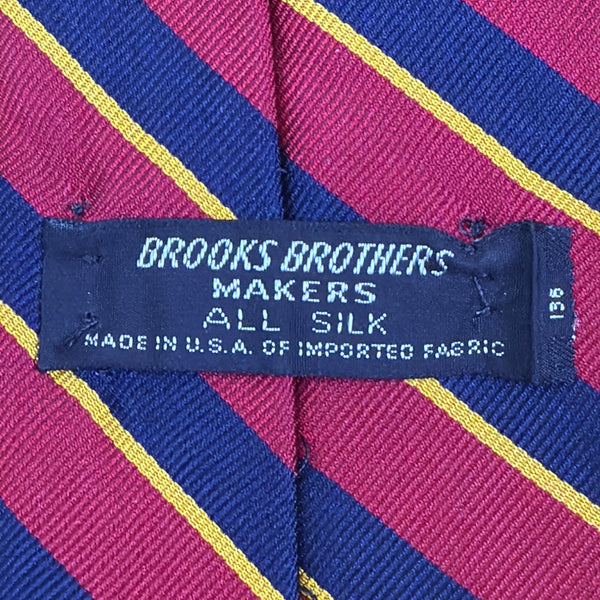 BROOKS BROTHERS
MAKERS
ALL SILK
MADE IN U.S.A. OF IMPORTED FABRIC
136